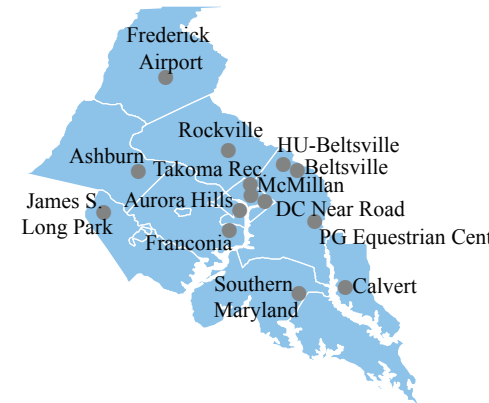 Frederick
Airport
Rockville
HU-Beltsville
Ashburn
Takoma Rec.
Beltsville
McMillan
James S.
Long Park
Aurora Hills
DC Near Road
Franconia
PG Equestrian Cent
Southern
Maryland
Calvert